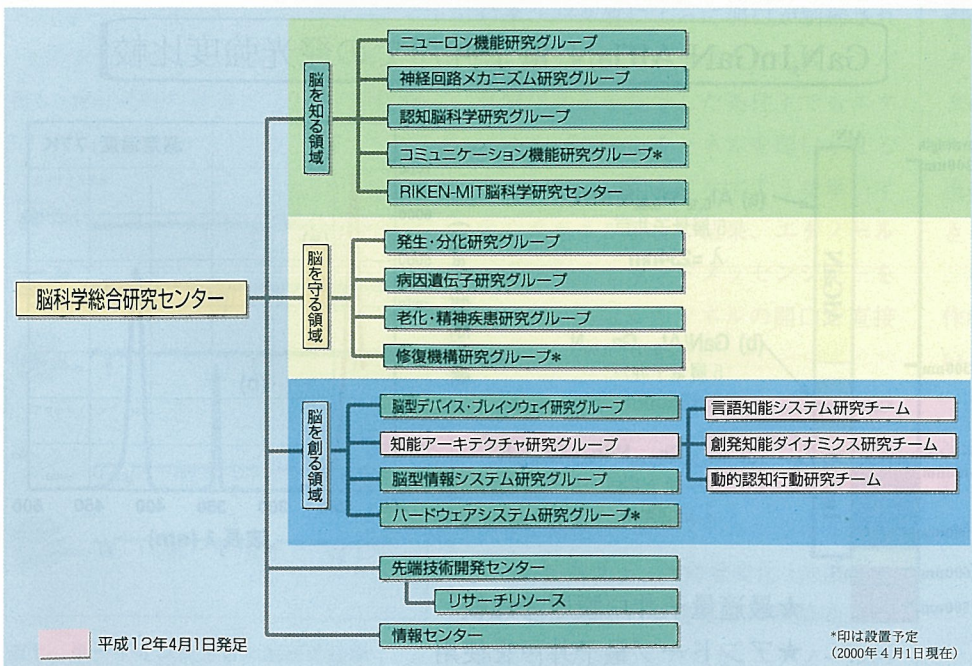 脳科学総合研究センター
脳を知る領域
ニューロン機能研究グループ
神経回路メカニズム研究グループ
認知脳科学研究グループ
コミュニケーション機能研究グループ*
RIKEN-MIT脳科学研究センター
脳を守る領域
発生・分化研究グループ
病因遺伝子研究グループ
老化・精神疾患研究グループ
修復機構研究グループ*
脳を創る領域
脳型デバイス・ブレインウェイ研究グループ
知能アーキテクチャ研究グループ
言語知能システム研究チーム
創発知能ダイナミクス研究チーム
動的認知行動研究チーム
脳型情報システム研究グループ
ハードウェアシステム研究グループ*
先端技術開発センター
リサーチリソース
情報センター
平成12年4月1日発足
*印は設置予定
(2000年4月1日現在)